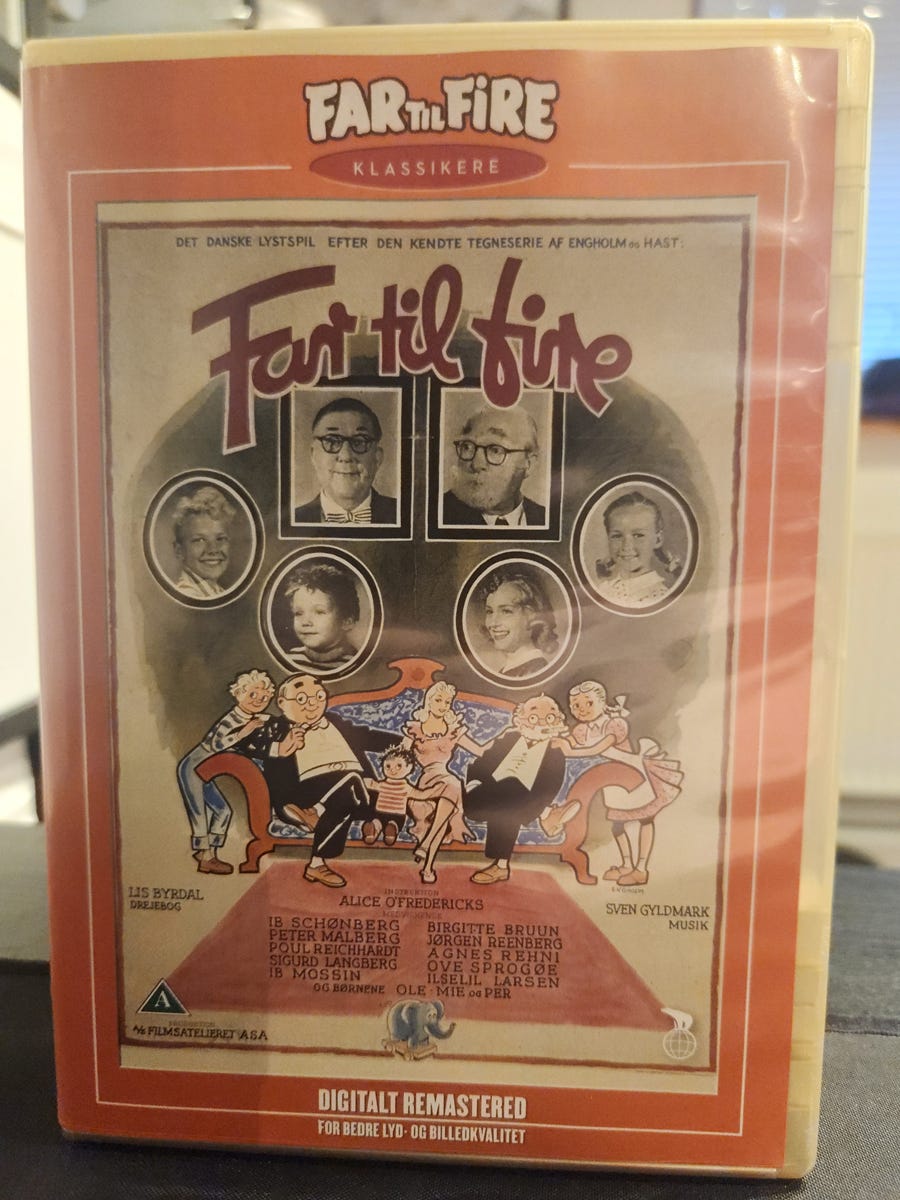 FAR TIL FIRE
KLASSIKERE
DET DANSKE LYSTSPIL EFTER DEN KENDTE TEGNESERIE AF ENGHOLM og HAST:
Far til fire
LIS BYRDAL
DREJEBOG
INSTRUKTION
ALICE O'FREDERICKS
MEDVIRKENDE
IB SCHØNBERG
PETER MALBERG
POUL REICHHARDT
SIGURD LANGBERG
IB MOSSIN
BIRGITTE BRUUN
JØRGEN REENBERG
AGNES REHNI
OVE SPROGØE
ILSELIL LARSEN
OG BØRNENE OLE · MIE og PER
SVEN GYLDMARK
MUSIK
A
PRODUKTION
A/S FILMSATELIERET ASA
DIGITALT REMASTERED
FOR BEDRE LYD- OG BILLEDKVALITET